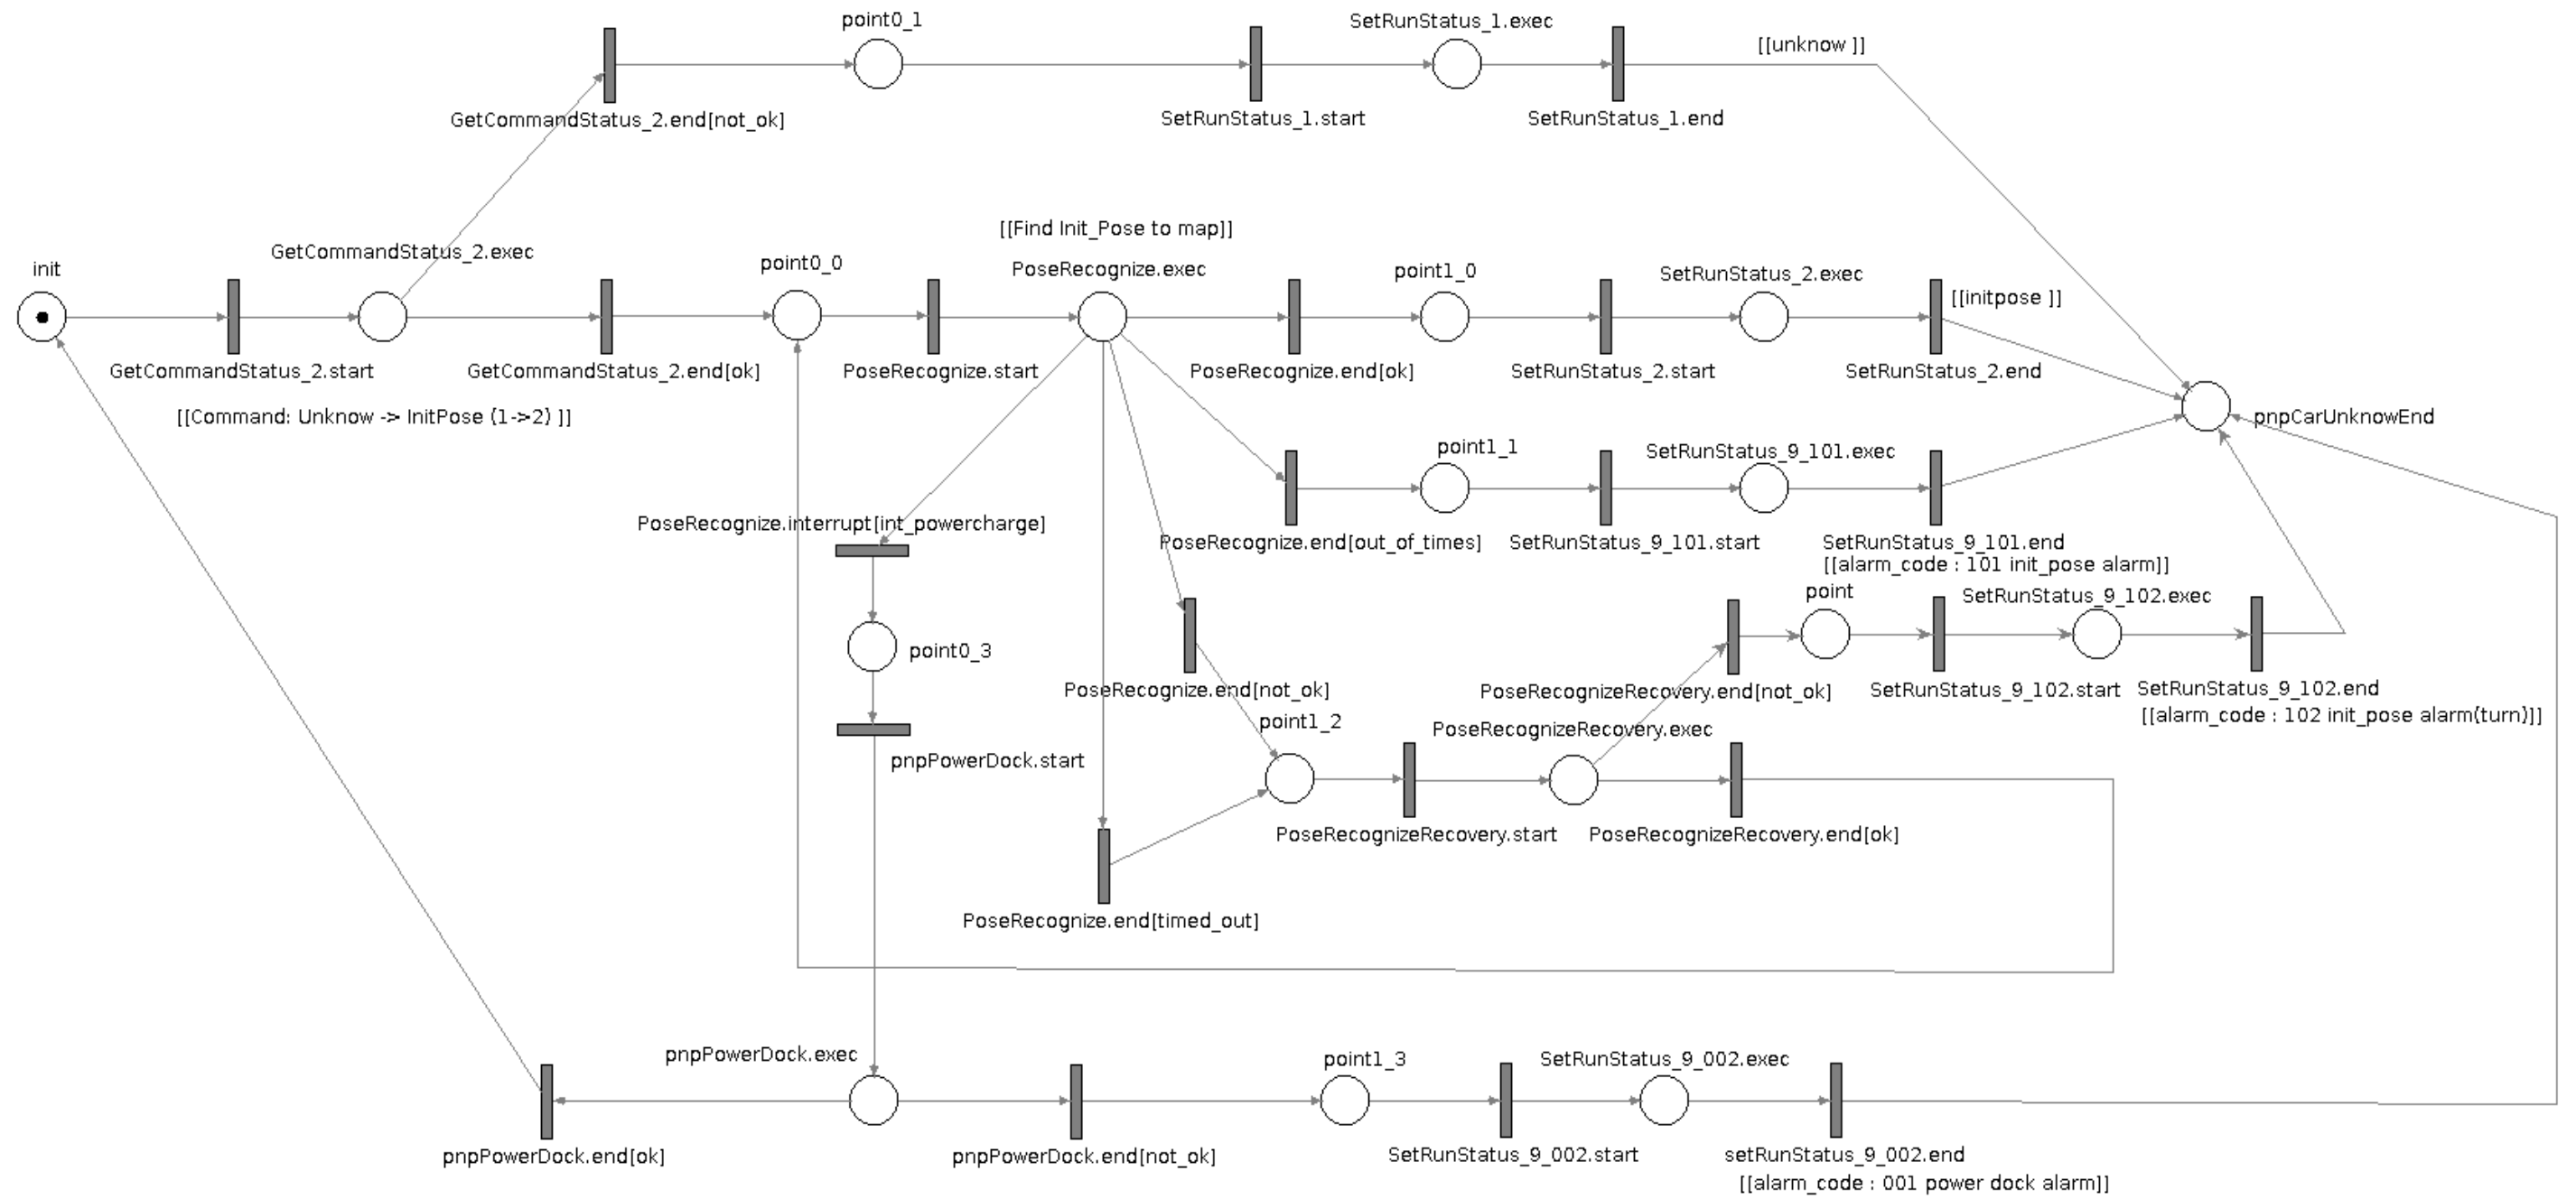 point0_1
SetRunStatus_1.exec
[[unknow ]]
GetCommandStatus_2.end[not_ok]
SetRunStatus_1.start
SetRunStatus_1.end
[[Find Init_Pose to map]]
GetCommandStatus_2.exec
init
point0_0
PoseRecognize.exec
point1_0
SetRunStatus_2.exec
[[initpose ]]
GetCommandStatus_2.start
GetCommandStatus_2.end[ok]
PoseRecognize.start
PoseRecognize.end[ok]
SetRunStatus_2.start
SetRunStatus_2.end
[[Command: Unknow -> InitPose (1->2) ]]
pnpCarUnknowEnd
point1_1
SetRunStatus_9_101.exec
PoseRecognize.interrupt[int_powercharge]
PoseRecognize.end[out_of_times]
SetRunStatus_9_101.start
SetRunStatus_9_101.end
[[alarm_code : 101 init_pose alarm]]
point
SetRunStatus_9_102.exec
point0_3
PoseRecognize.end[not_ok]
PoseRecognizeRecovery.end[not_ok]
SetRunStatus_9_102.start
SetRunStatus_9_102.end
[[alarm_code : 102 init_pose alarm(turn)]]
point1_2
PoseRecognizeRecovery.exec
pnpPowerDock.start
PoseRecognizeRecovery.start
PoseRecognizeRecovery.end[ok]
PoseRecognize.end[timed_out]
pnpPowerDock.exec
point1_3
SetRunStatus_9_002.exec
pnpPowerDock.end[ok]
pnpPowerDock.end[not_ok]
SetRunStatus_9_002.start
setRunStatus_9_002.end
[[alarm_code : 001 power dock alarm]]